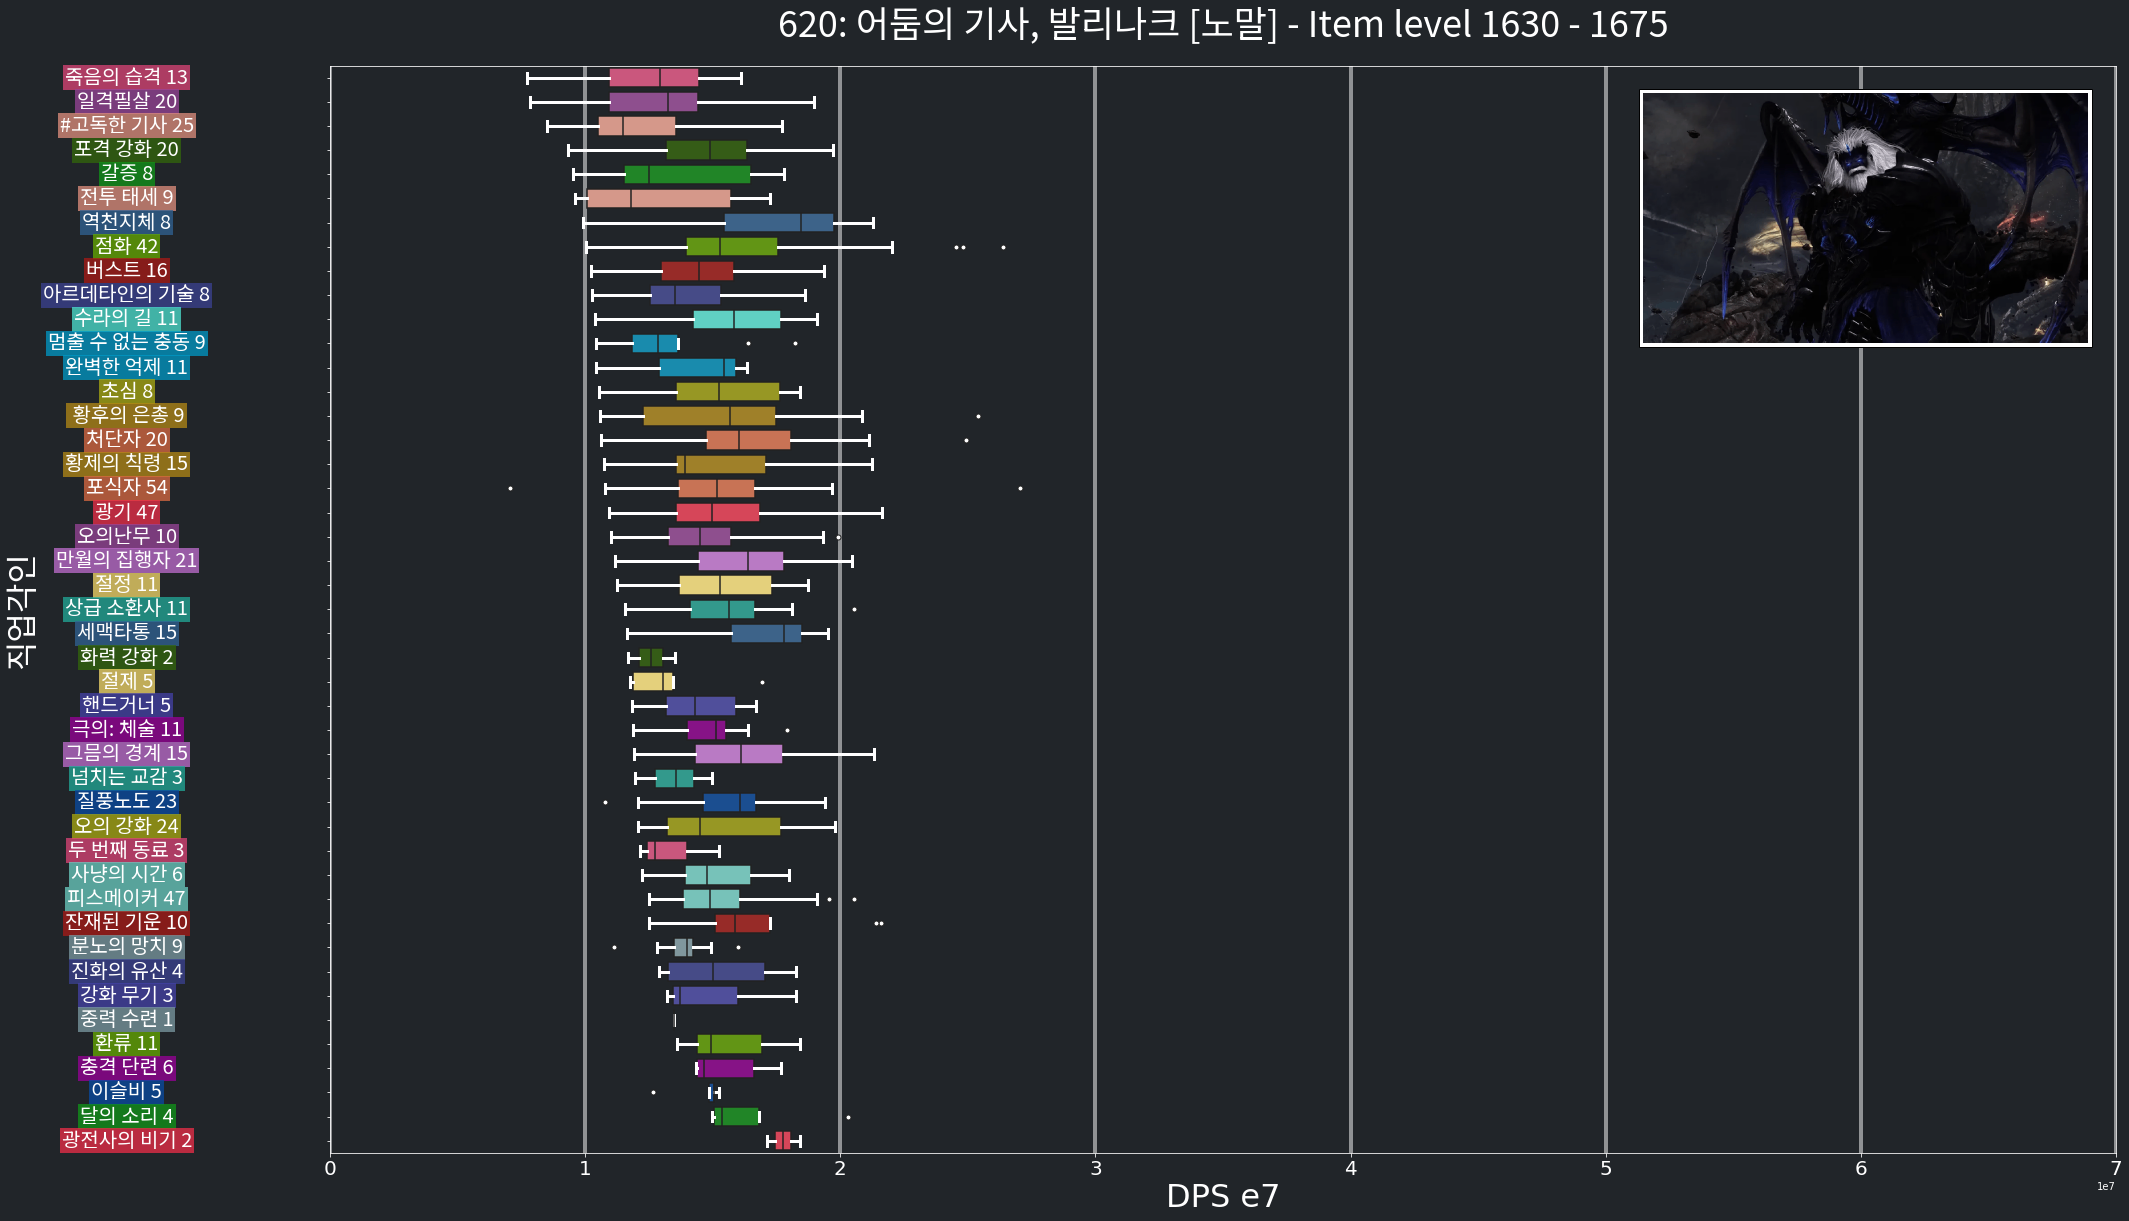 620: 어둠의 기사, 발리나크 [노말] - Item level 1630 - 1675
죽음의 습격 13
일격필살 20
#고독한 기사 25
포격 강화 20
갈증 8
전투 태세 9
역천지체 8
점화 42
버스트 16
아르데타인의 기술 8
수라의 길 11
멈출 수 없는 충동 9
완벽한 억제 11
초심 8
황후의 은총 9
처단자 20
황제의 칙령 15
포식자 54
광기 47
오의난무 10
만월의 집행자 21
절정 11
상급 소환사 11
세맥타통 15
화력 강화 2
절제 5
핸드거너 5
극의: 체술 11
그믐의 경계 15
넘치는 교감 3
질풍노도 23
오의 강화 24
두 번째 동료 3
사냥의 시간 6
피스메이커 47
잔재된 기운 10
분노의 망치 9
진화의 유산 4
강화 무기 3
중력 수련 1
환류 11
충격 단련 6
이슬비 5
달의 소리 4
광전사의 비기 2
직업각인
0 1 2 3 4 5 6 7
1e7
DPS e7